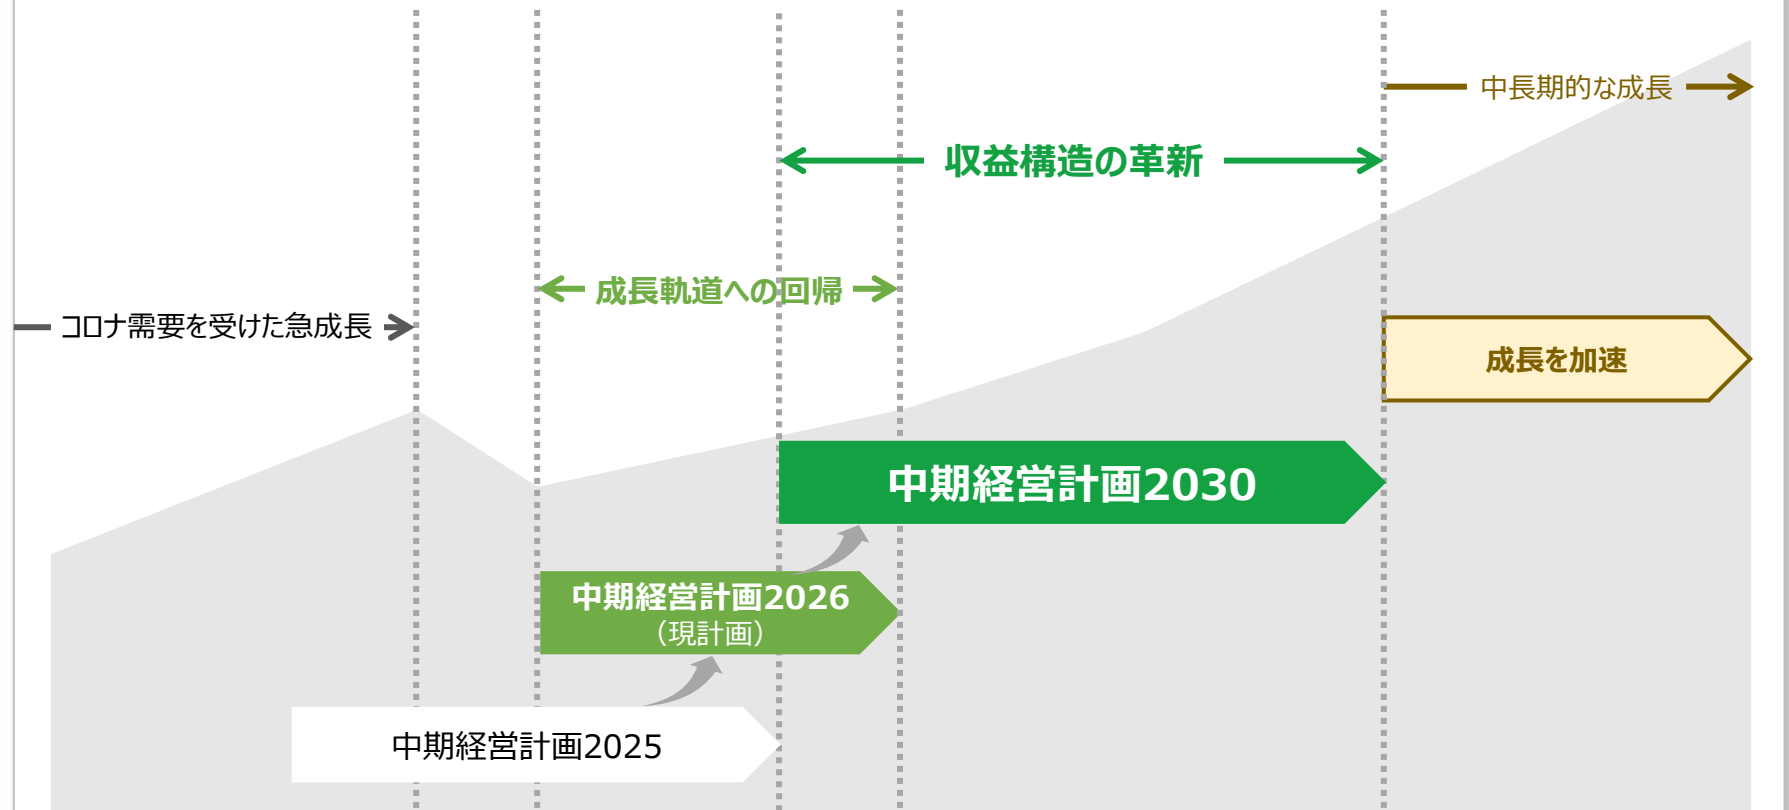 中長期的な成長
収益構造の革新
成長軌道への回帰
コロナ需要を受けた急成長
成長を加速
中期経営計画2030
中期経営計画2026
（現計画）
中期経営計画2025